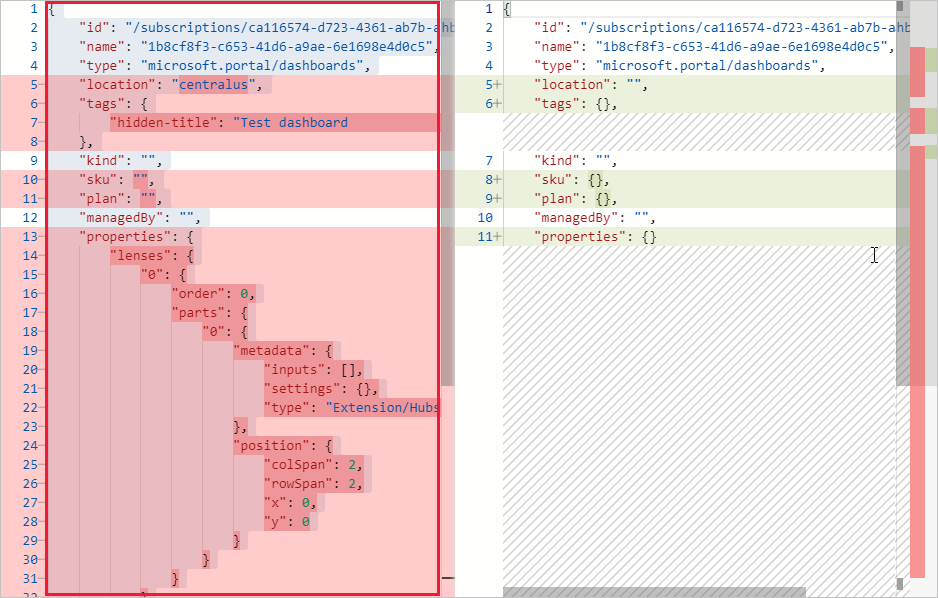 1 {
2 "id": "/subscriptions/ca116574-d723-4361-ab7b-ahb
3 "name": "1b8cf8f3-c653-41d6-a9ae-6e1698e4d0c5",
4 "type": "microsoft.portal/dashboards",
5− "location": "centralus",
6− "tags": {
7− "hidden-title": "Test dashboard
8− },
9 "kind": "",
10− "sku": "",
11− "plan": "",
12 "managedBy": "",
13− "properties": {
14− "lenses": {
15− "0": {
16− "order": 0,
17− "parts": {
18− "0": {
19− "metadata": {
20− "inputs": [],
21− "settings": {},
22− "type": "Extension/Hubs
23− },
24− "position": {
25− "colSpan": 2,
26− "rowSpan": 2,
27− "x": 0,
28− "y": 0
29− }
30− }
31− }
1 {
2 "id": "/subscriptions/ca116574-d723-4361-ab7b-ahb
3 "name": "1b8cf8f3-c653-41d6-a9ae-6e1698e4d0c5",
4 "type": "microsoft.portal/dashboards",
5+ "location": "",
6+ "tags": {},
7 "kind": "",
8+ "sku": {},
9+ "plan": {},
10 "managedBy": "",
11+ "properties": {}